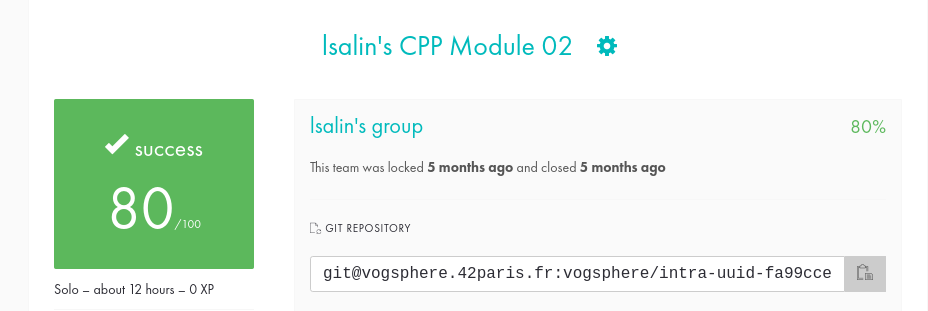 lsalin's CPP Module 02
success
80/100
Solo – about 12 hours – 0 XP
lsalin's group
80%
This team was locked 5 months ago and closed 5 months ago
GIT REPOSITORY
git@vogsphere.42paris.fr:vogsphere/intra-uuid-fa99cce